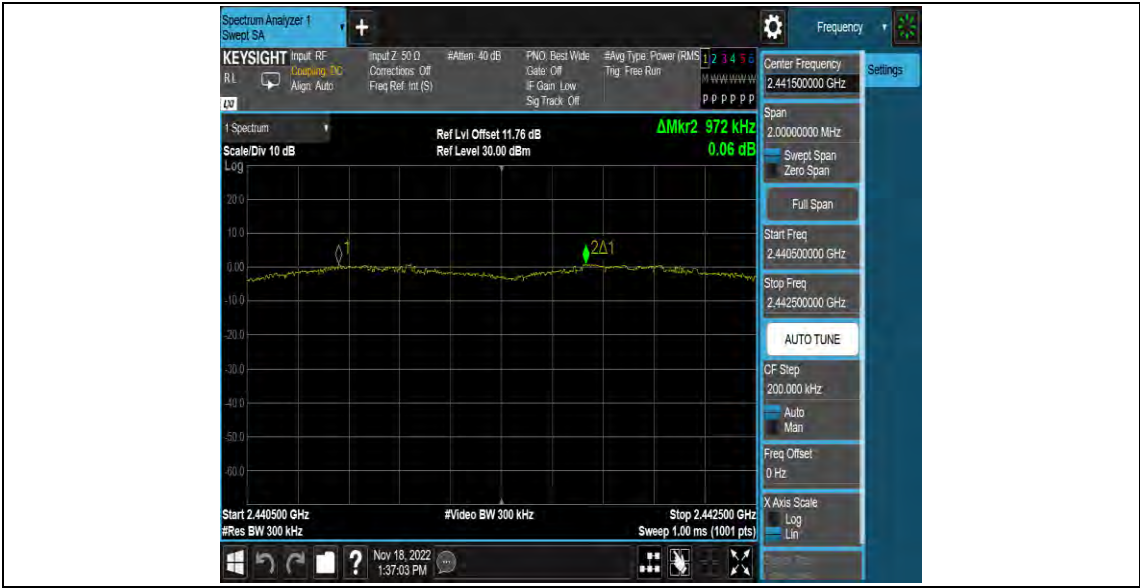 Spectrum Analyzer 1
Swept SA
+
Frequency
KEYSIGHT
R L
LXI
Input: RF
Coupling: DC
Align: Auto
Input Z: 50 Ω
Corrections: Off
Freq Ref: Int (S)
#Atten: 40 dB
PNO: Best Wide
Gate: Off
IF Gain: Low
Sig Track: Off
#Avg Type: Power (RMS
Trig: Free Run
1 2 3 4 5 6
M W W W W W
P P P P P P
1 Spectrum
Scale/Div 10 dB
Ref Lvl Offset 11.76 dB
Ref Level 30.00 dBm
ΔMkr2 972 kHz
0.06 dB
Log
20.0
10.0
0.00
-10.0
-20.0
-30.0
-40.0
-50.0
-60.0
1
2Δ1
Start 2.440500 GHz
#Res BW 300 kHz
#Video BW 300 kHz
Stop 2.442500 GHz
Sweep 1.00 ms (1001 pts)
Center Frequency
2.441500000 GHz
Settings
Span
2.00000000 MHz
Swept Span
Zero Span
Full Span
Start Freq
2.440500000 GHz
Stop Freq
2.442500000 GHz
AUTO TUNE
CF Step
200.000 kHz
Auto
Man
Freq Offset
0 Hz
X Axis Scale
Log
Lin
?
Nov 18, 2022
1:37:03 PM